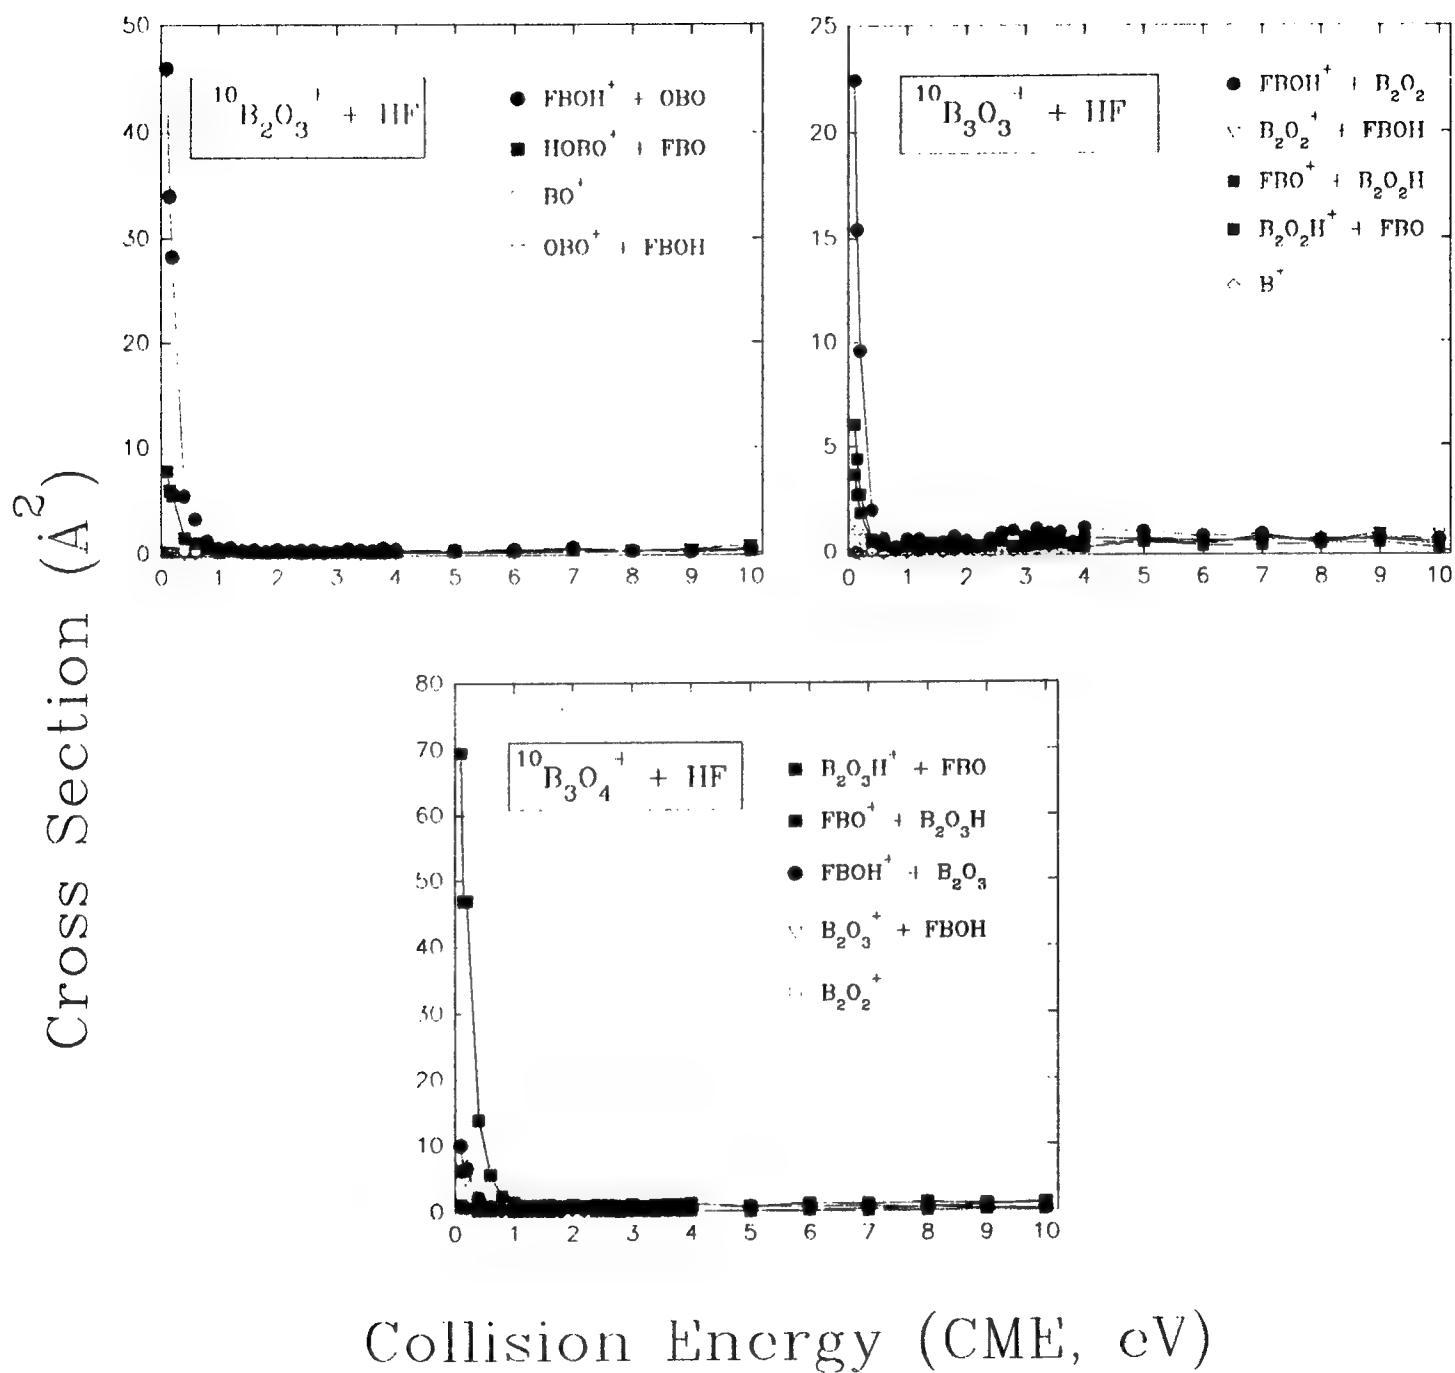 Cross Section (Å²)
50
40
30
20
10
0
0 1 2 3 4 5 6 7 8 9 10
¹⁰B₂O₃⁺ + HF
FBOH⁺ + OBO
HOBO⁺ + FBO
BO⁺
OBO⁺ + FBOH
25
20
15
10
5
0
0 1 2 3 4 5 6 7 8 9 10
¹⁰B₃O₃⁺ + HF
FBOH⁺ + B₂O₂
B₂O₂⁺ + FBOH
FBO⁺ + B₂O₂H
B₂O₂H⁺ + FBO
B⁺
80
70
60
50
40
30
20
10
0
0 1 2 3 4 5 6 7 8 9 10
¹⁰B₃O₄⁺ + HF
B₂O₃H⁺ + FBO
FBO⁺ + B₂O₃H
FBOH⁺ + B₂O₃
B₂O₃⁺ + FBOH
B₂O₂⁺
Collision Energy (CME, eV)